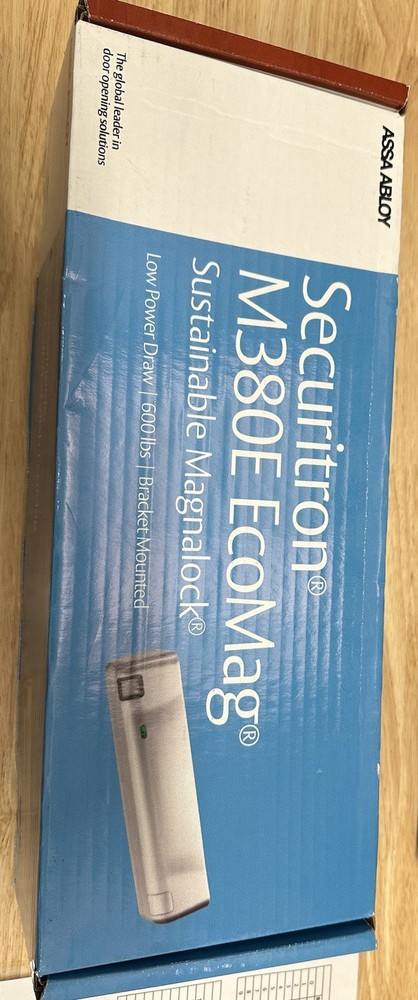 ASSA ABLOY
The global leader in
door opening solutions
Securitron®
M380E EcoMag®
Sustainable Magnalock®
Low Power Draw | 600 lbs | Bracket Mounted